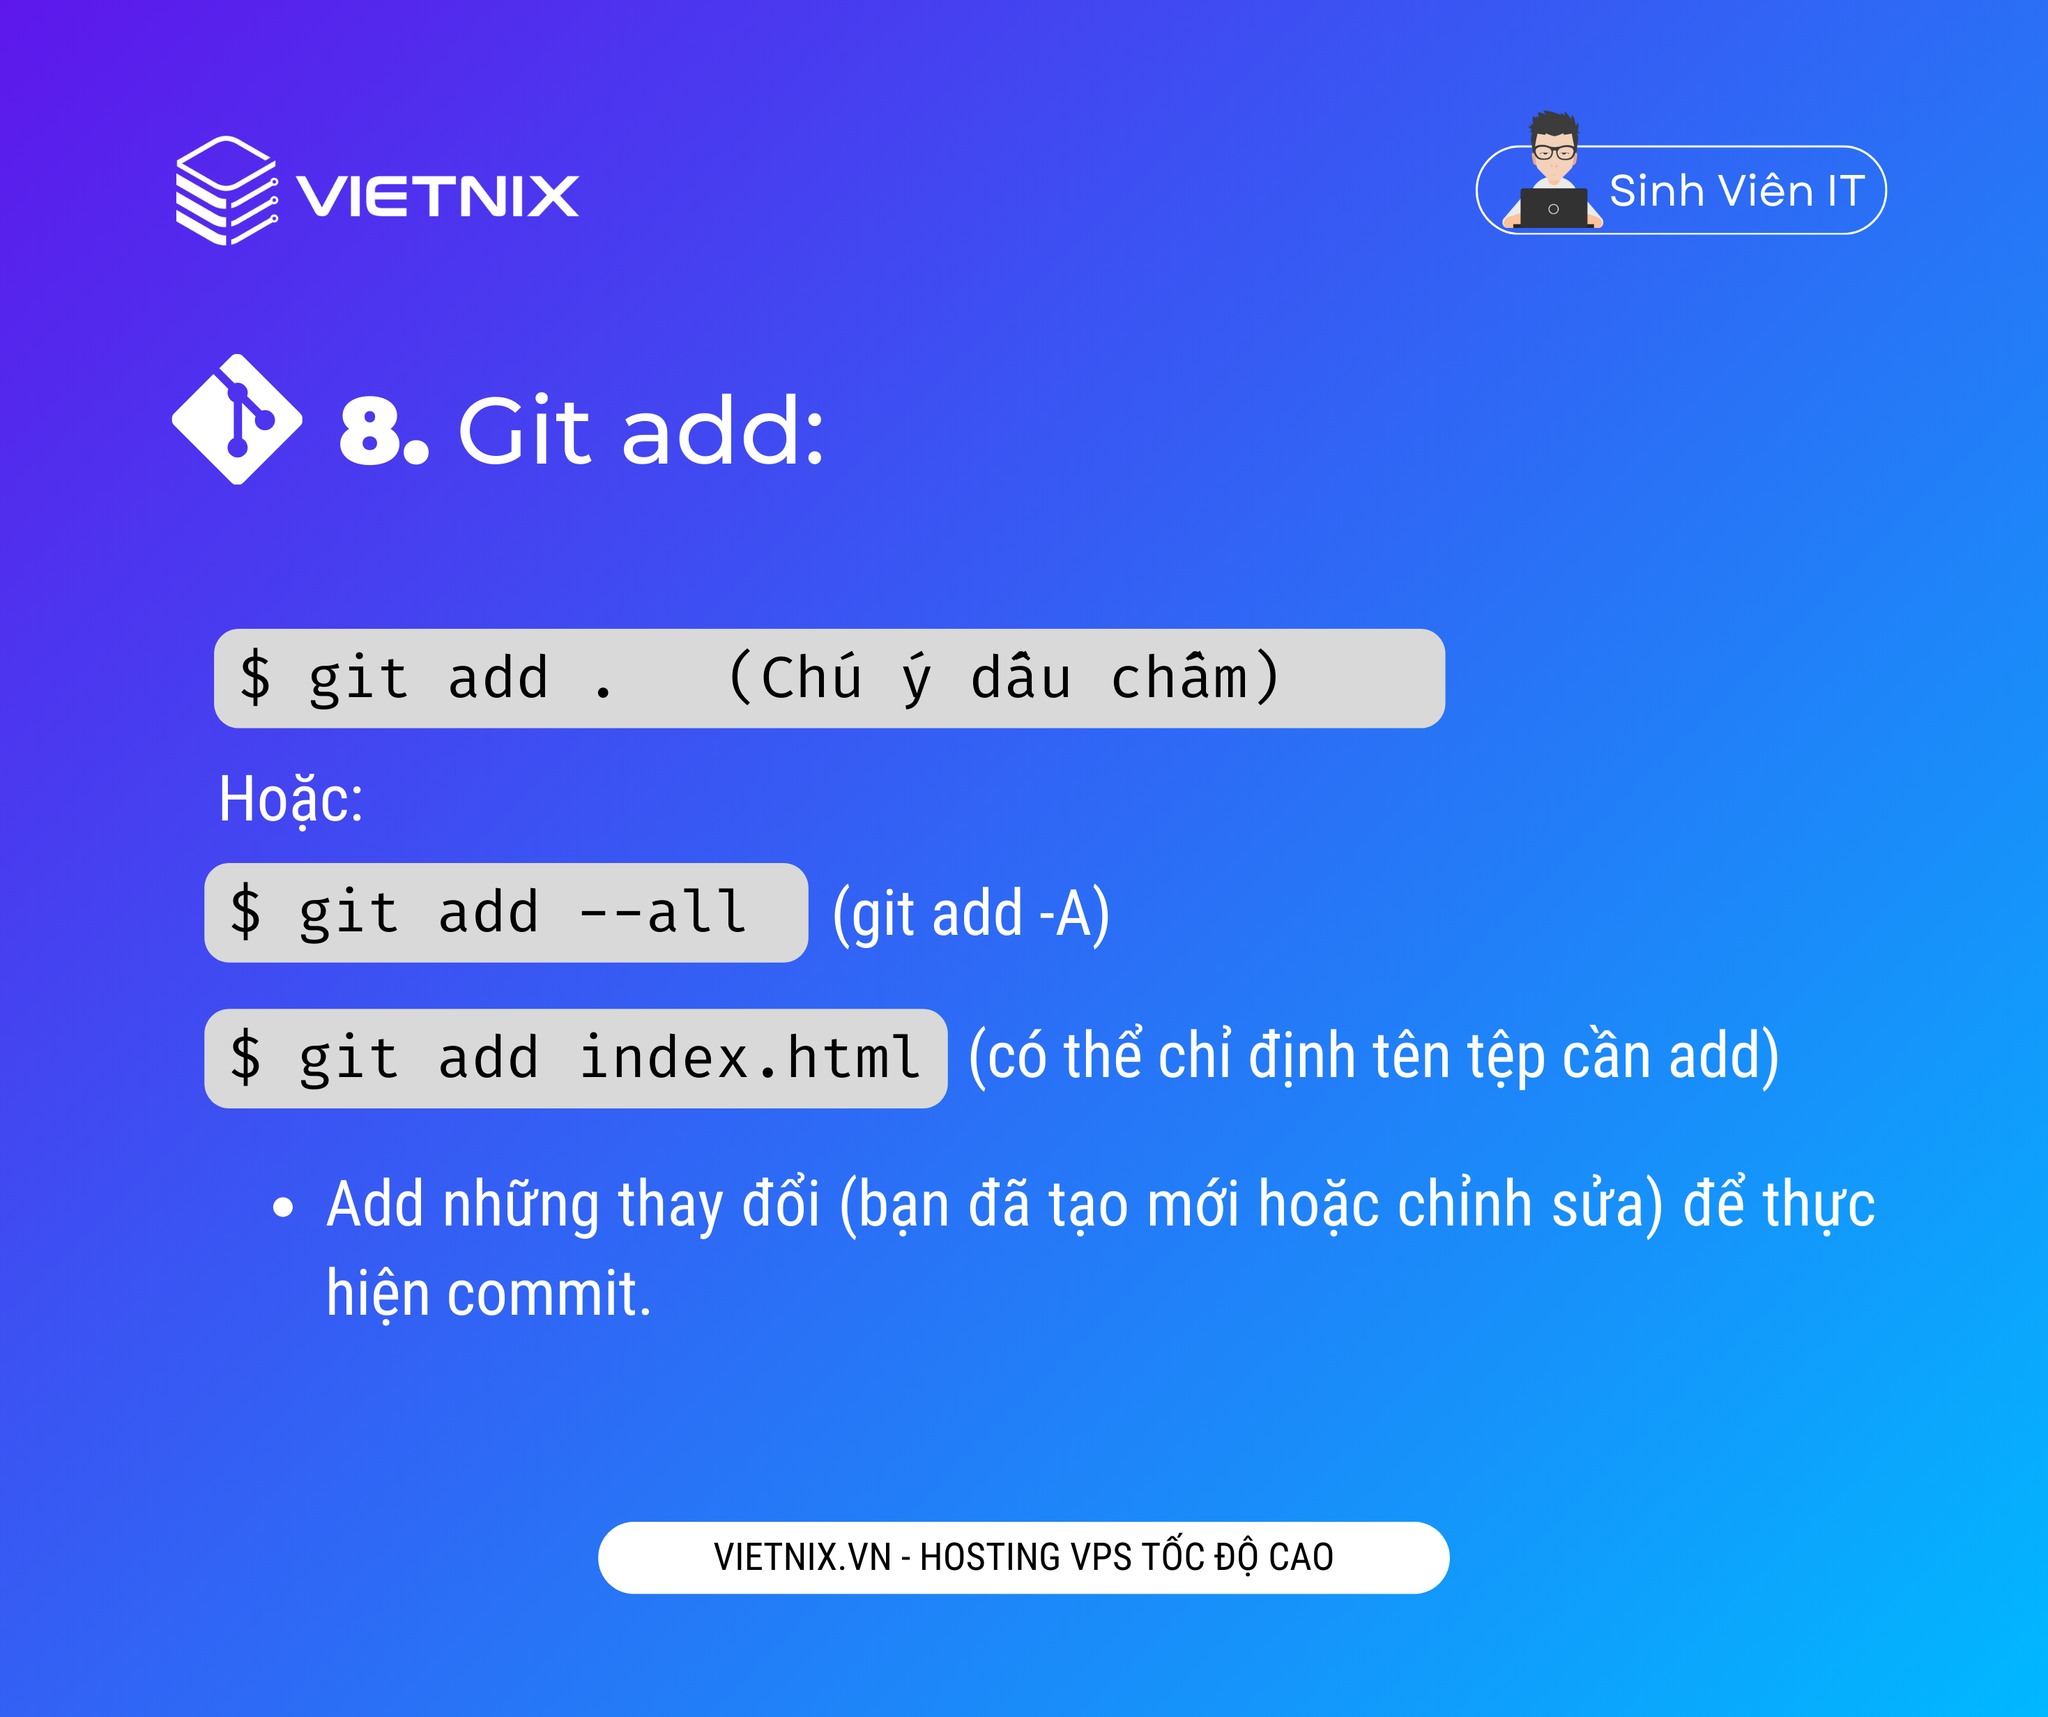 VIETNIX
Sinh Viên IT
8. Git add:
$ git add . (Chú ý dấu chấm)
Hoặc:
$ git add --all (git add -A)
$ git add index.html (có thể chỉ định tên tệp cần add)
• Add những thay đổi (bạn đã tạo mới hoặc chỉnh sửa) để thực
hiện commit.
VIETNIX.VN - HOSTING VPS TỐC ĐỘ CAO